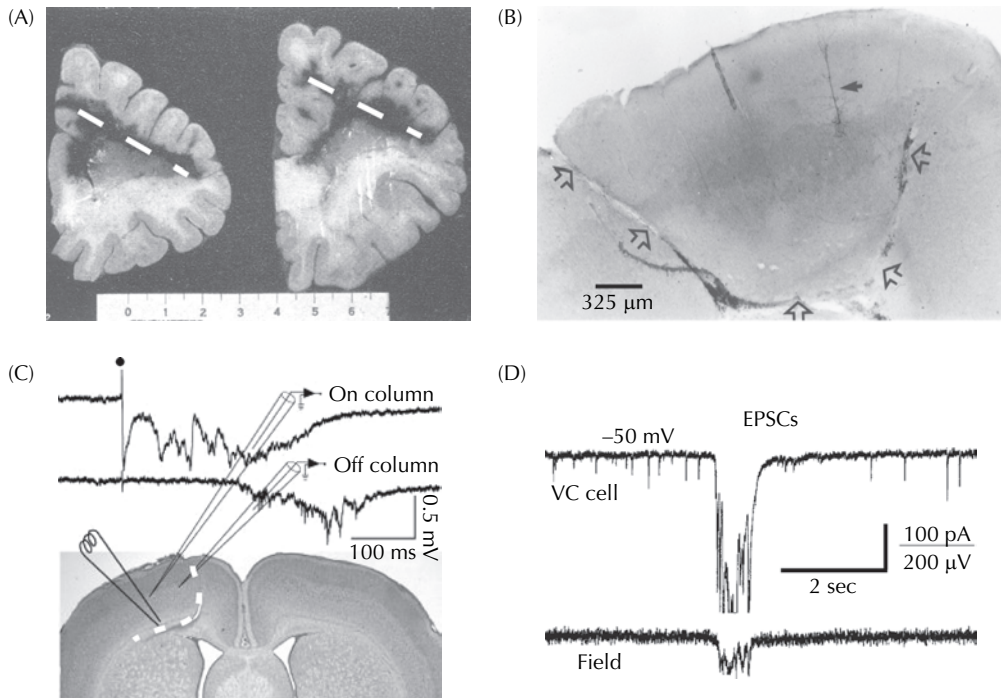 (A)
0 1 2 3 4 5 6 7
(B)
325 μm
(C)
On column
Off column
0.5 mV
100 ms
(D)
EPSCs
–50 mV
VC cell
100 pA
200 μV
2 sec
Field